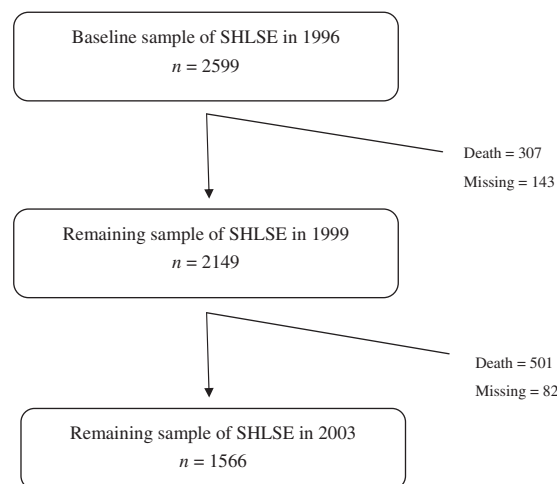 Baseline sample of SHLSE in 1996
n = 2599
Death = 307
Missing = 143
Remaining sample of SHLSE in 1999
n = 2149
Death = 501
Missing = 82
Remaining sample of SHLSE in 2003
n = 1566